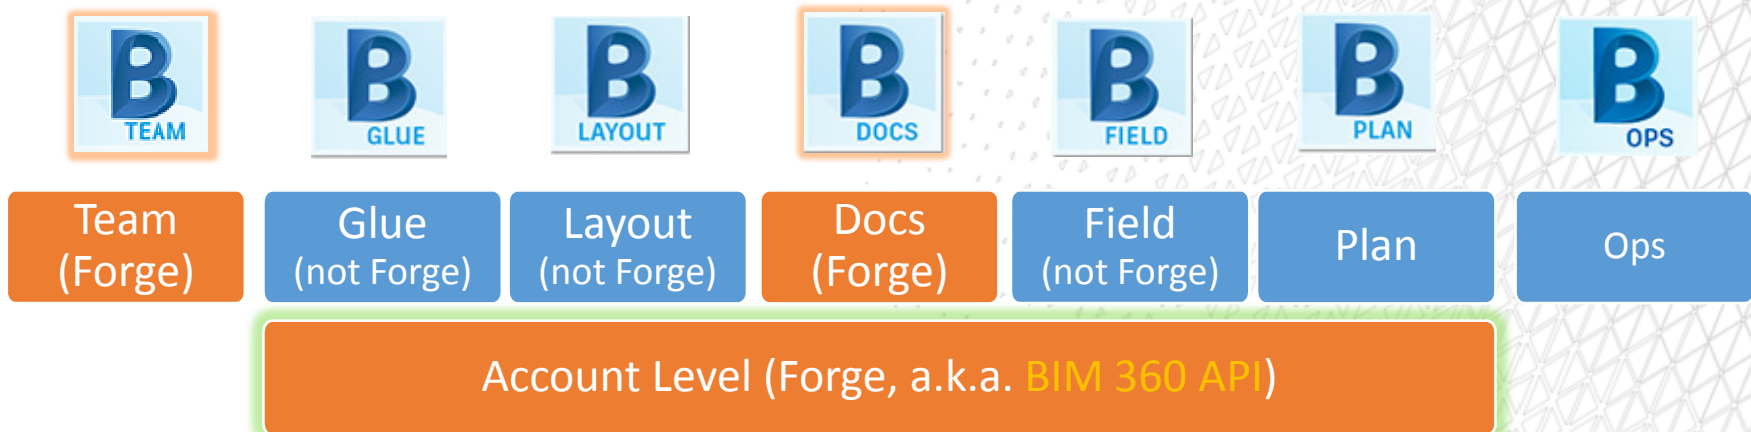 B
TEAM
B
GLUE
B
LAYOUT
B
DOCS
B
FIELD
B
PLAN
B
OPS
Team
(Forge)
Glue
(not Forge)
Layout
(not Forge)
Docs
(Forge)
Field
(not Forge)
Plan
Ops
Account Level (Forge, a.k.a. BIM 360 API)